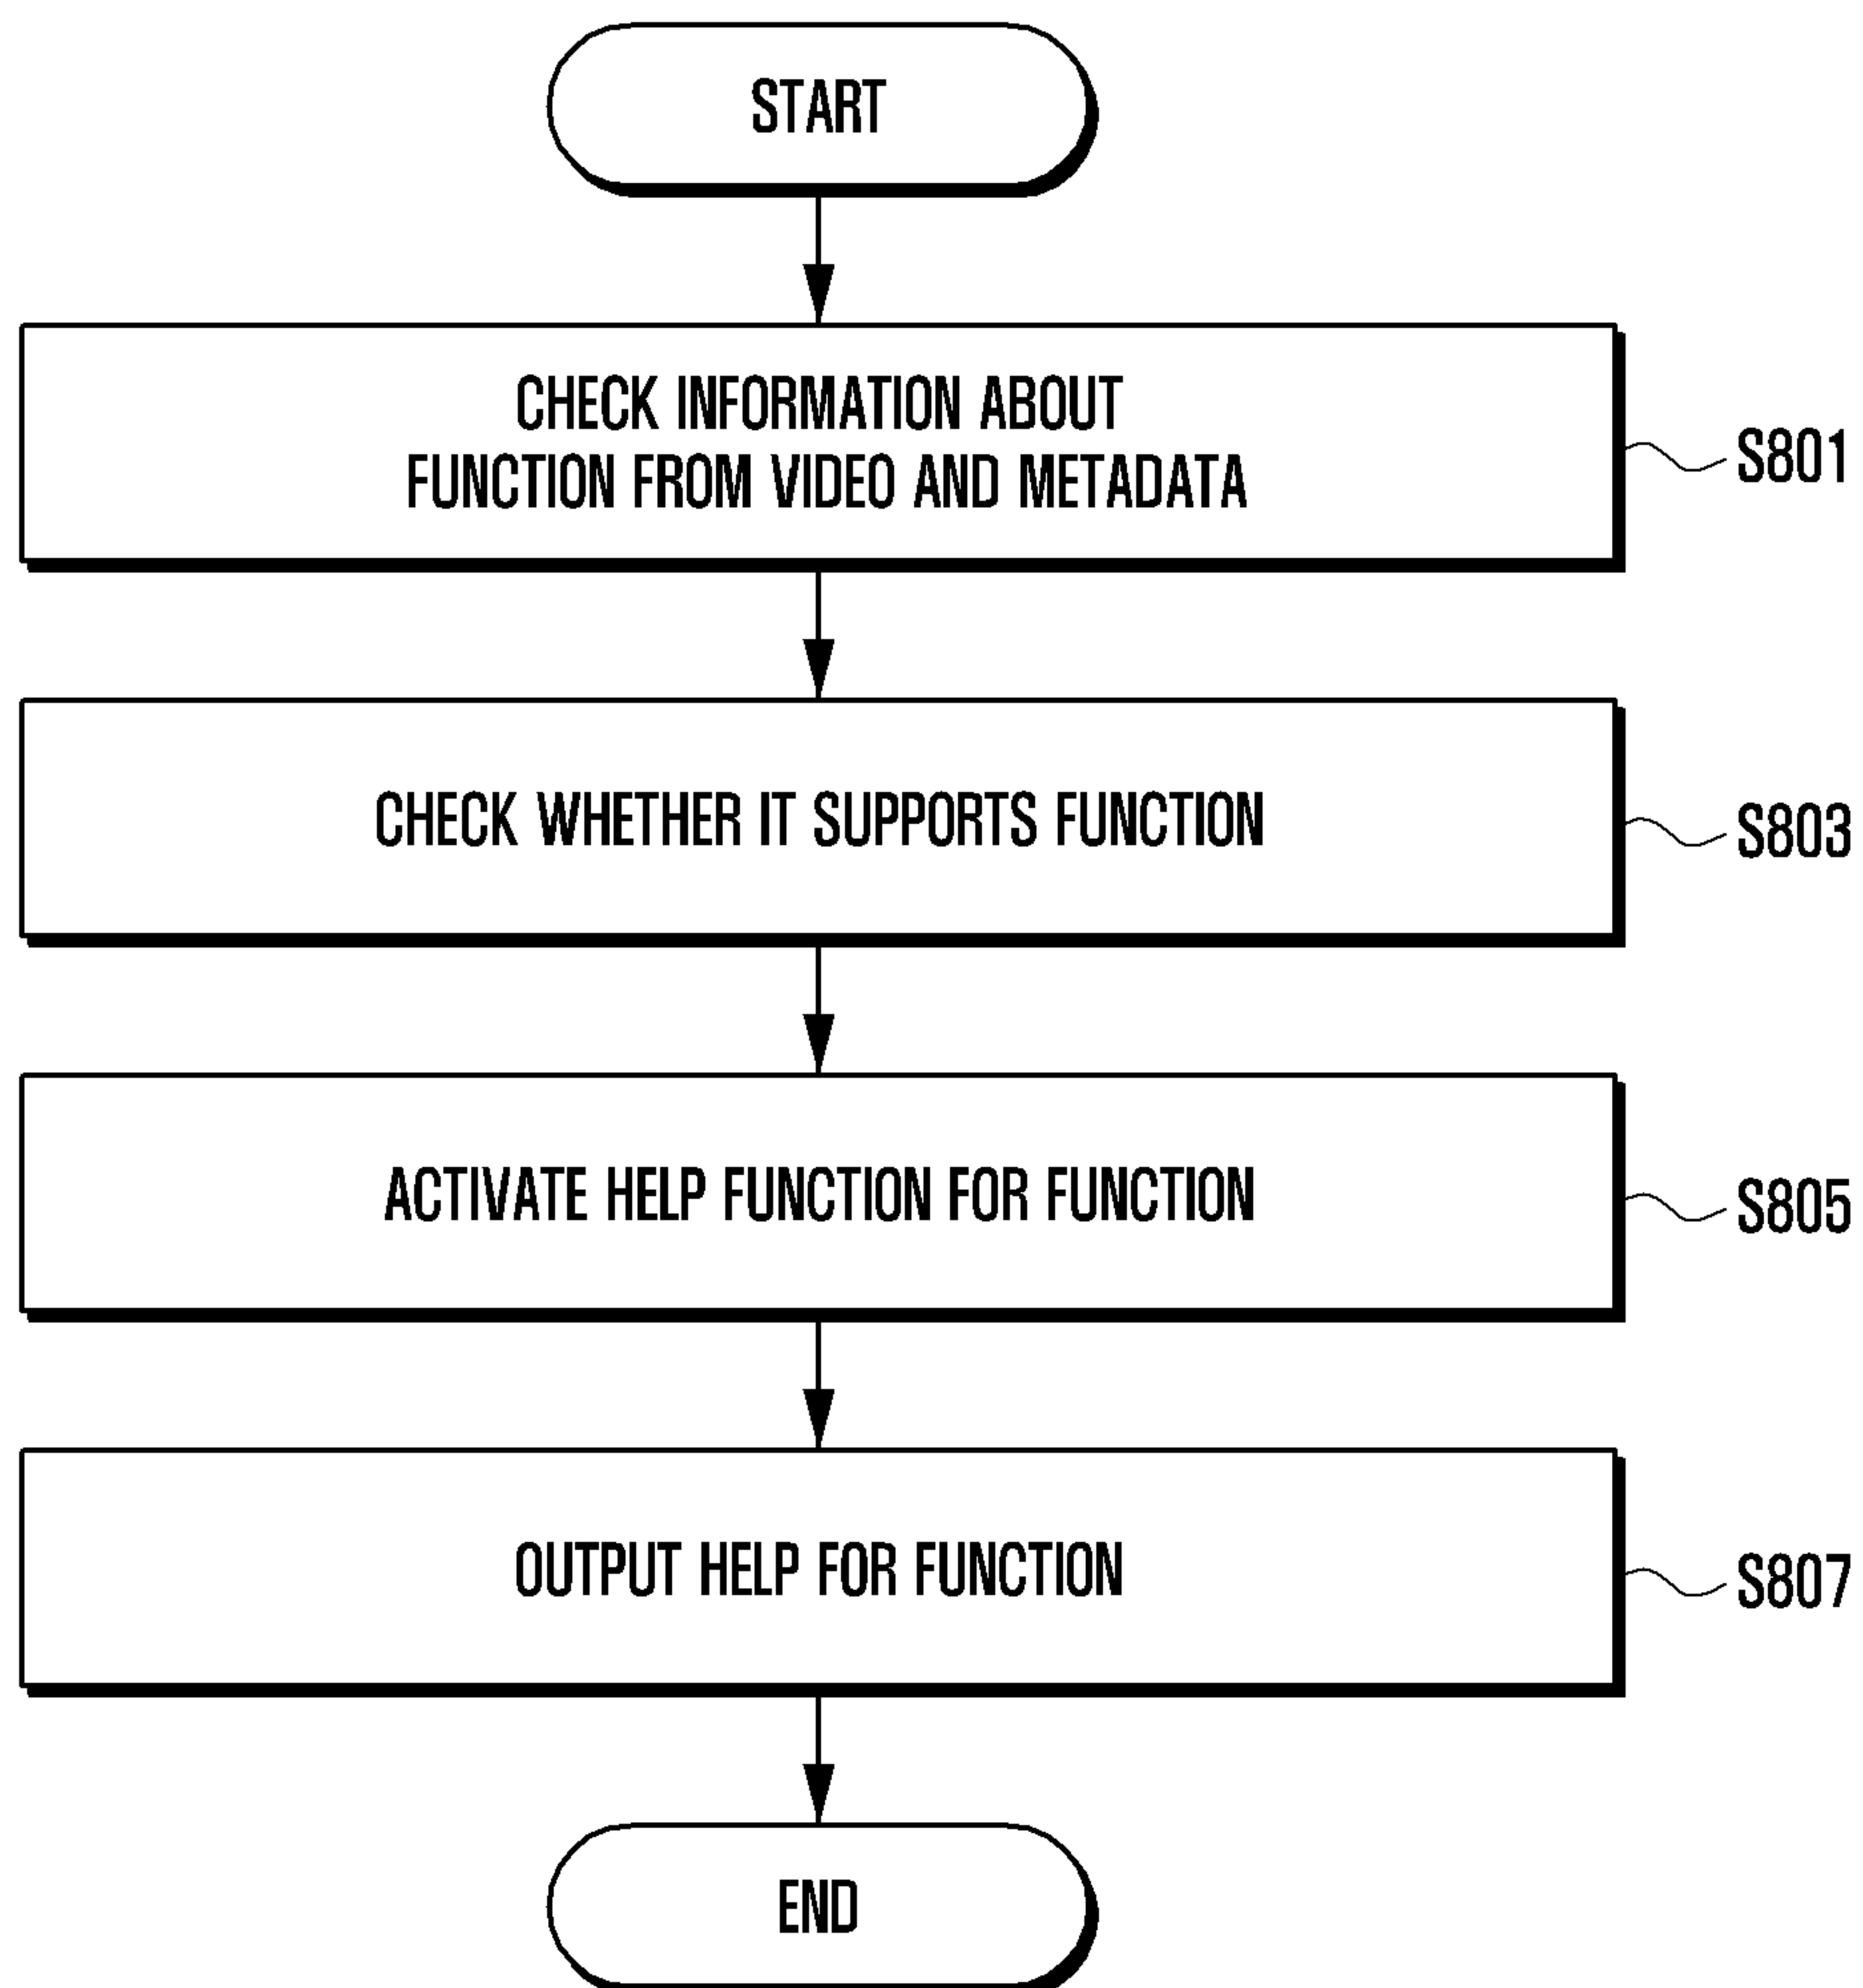 START
CHECK INFORMATION ABOUT
FUNCTION FROM VIDEO AND METADATA
S801
CHECK WHETHER IT SUPPORTS FUNCTION
S803
ACTIVATE HELP FUNCTION FOR FUNCTION
S805
OUTPUT HELP FOR FUNCTION
S807
END